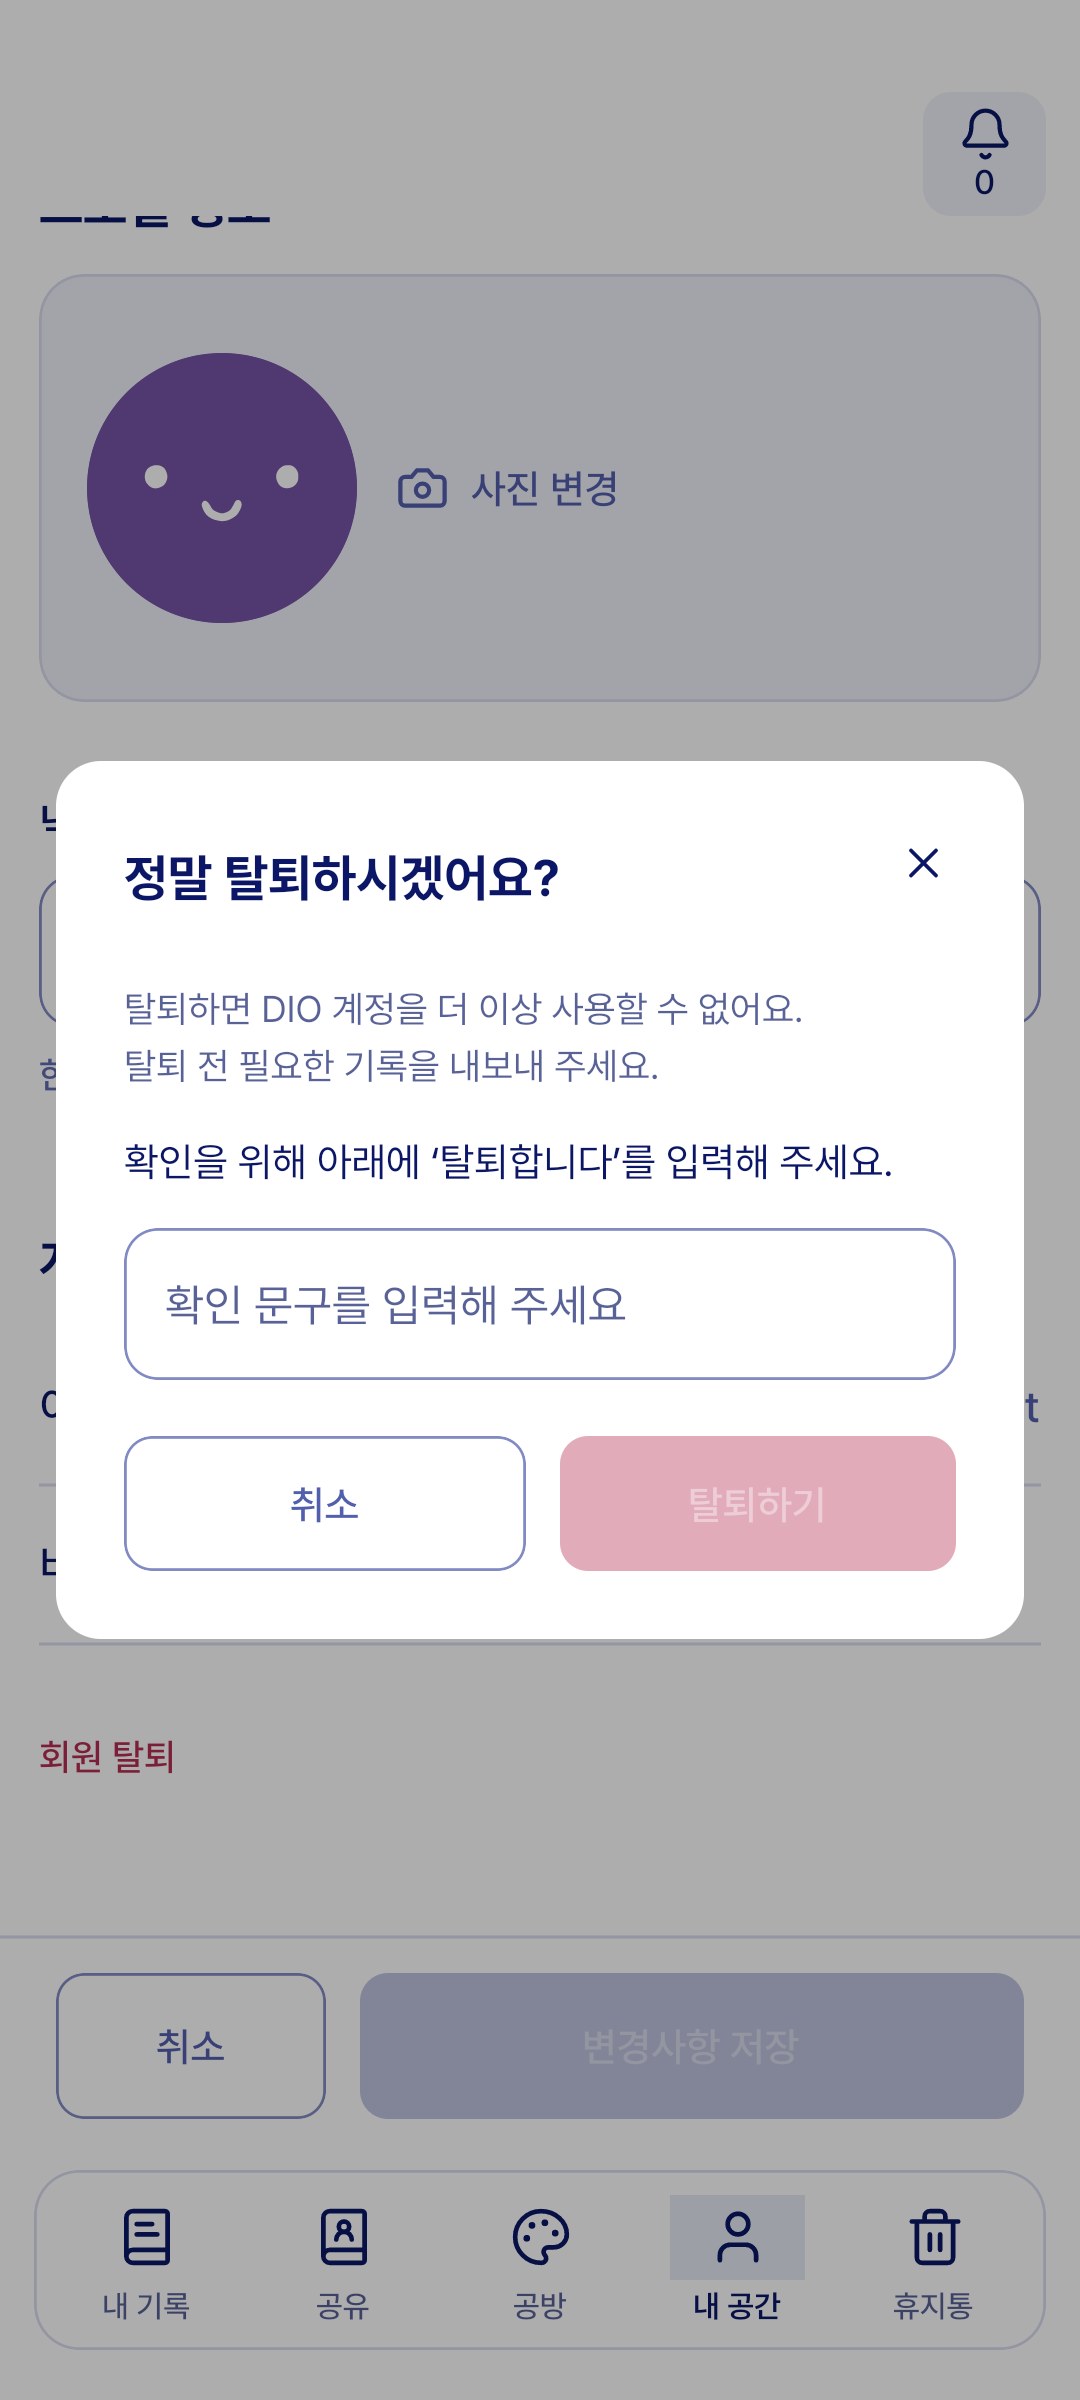 0
사진 변경
정말 탈퇴하시겠어요?
탈퇴하면 DIO 계정을 더 이상 사용할 수 없어요.
탈퇴 전 필요한 기록을 내보내 주세요.
확인을 위해 아래에 ‘탈퇴합니다’를 입력해 주세요.
확인 문구를 입력해 주세요
t
취소 탈퇴하기
회원 탈퇴
취소 변경사항 저장
내 기록 공유 공방 내 공간 휴지통